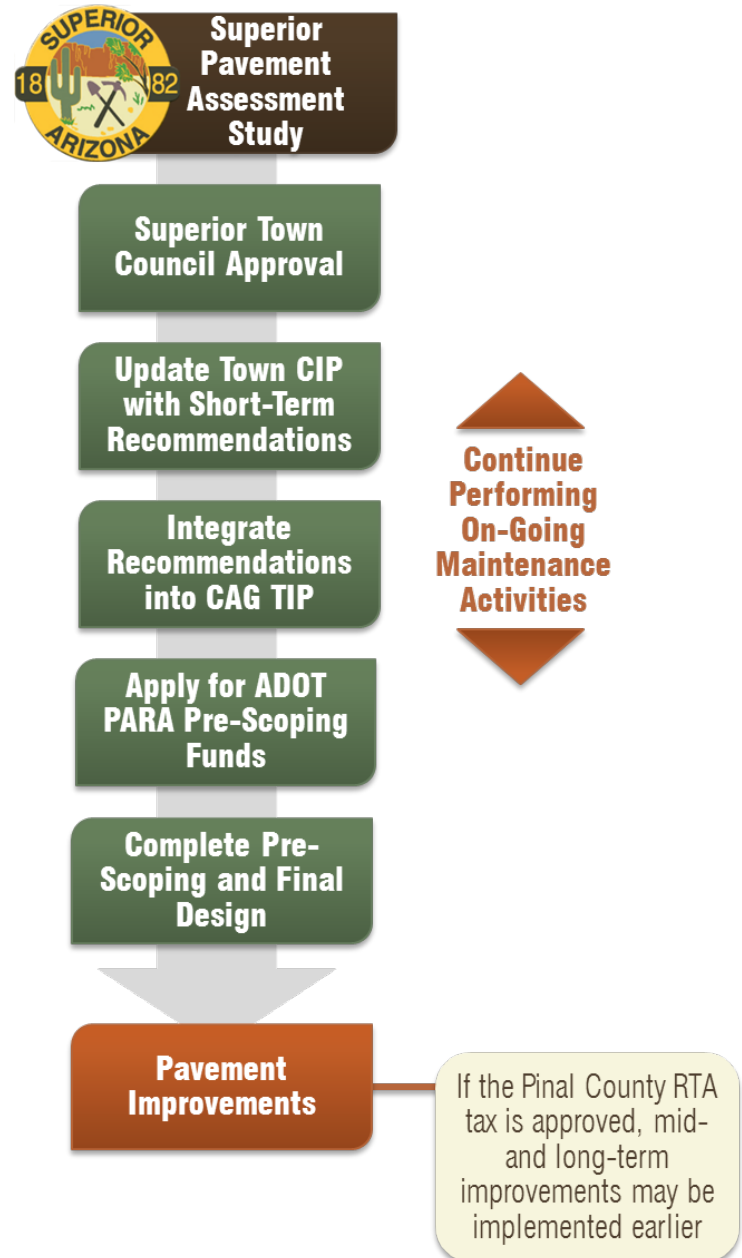 SUPERIOR
18 82
ARIZONA
Superior
Pavement
Assessment
Study
Superior Town
Council Approval
Update Town CIP
with Short-Term
Recommendations
Integrate
Recommendations
into CAG TIP
Apply for ADOT
PARA Pre-Scoping
Funds
Complete Pre-
Scoping and Final
Design
Continue
Performing
On-Going
Maintenance
Activities
Pavement
Improvements
If the Pinal County RTA
tax is approved, mid-
and long-term
improvements may be
implemented earlier